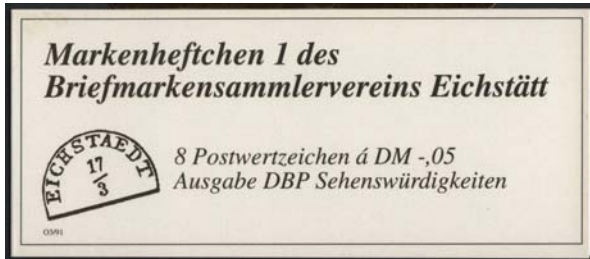 Markenheftchen 1 des
Briefmarkensammlervereins Eichstätt
EICHSTAEDT
17
3
8 Postwertzeichen á DM -,05
Ausgabe DBP Sehenswürdigkeiten
03/91